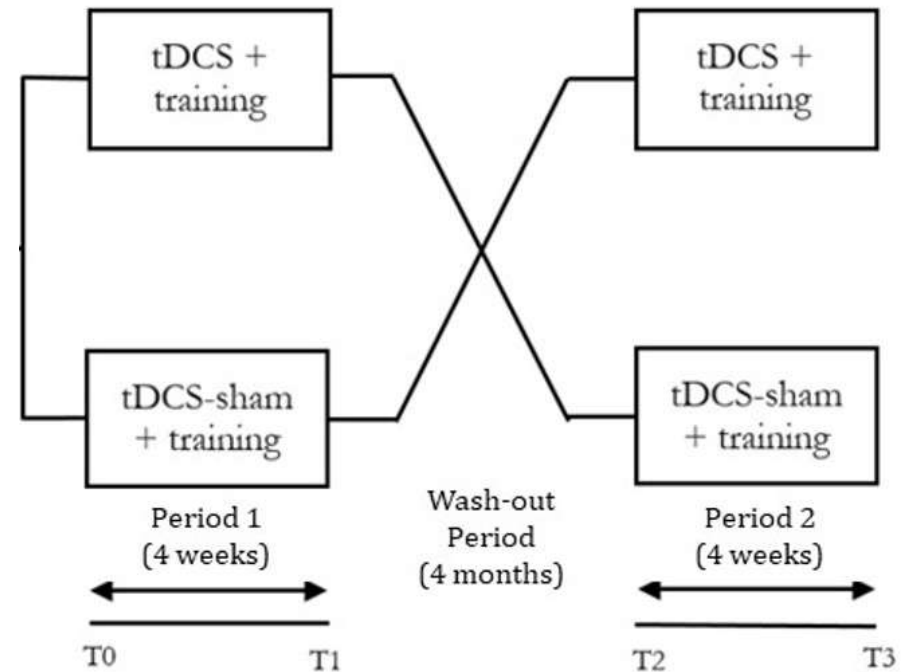 tDCS +
training
tDCS +
training
tDCS-sham
+ training
tDCS-sham
+ training
Period 1
(4 weeks)
Wash-out
Period
(4 months)
Period 2
(4 weeks)
T0
T1
T2
T3